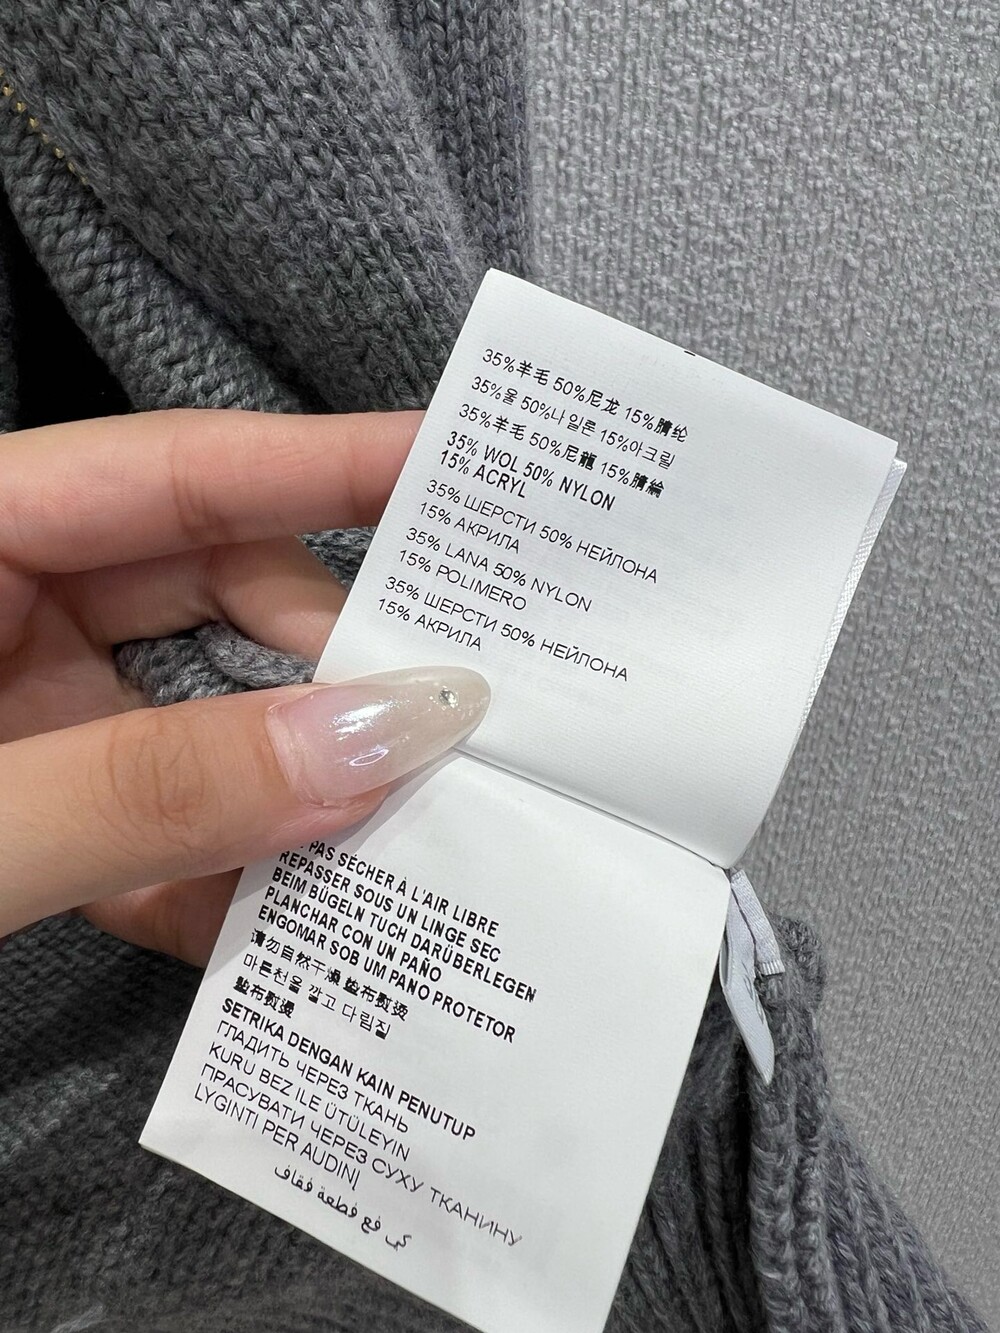 35%羊毛 50%尼龙 15%腈纶
35%울 50%나일론 15%아크릴
35%羊毛 50%尼龍 15%腈綸
35% WOL 50% NYLON
15% ACRYL
35% ШЕРСТИ 50% НЕЙЛОНА
15% АКРИЛА
35% LANA 50% NYLON
15% POLIMERO
35% ШЕРСТИ 50% НЕЙЛОНА
15% АКРИЛА
PAS SÉCHER À L'AIR LIBRE
REPASSER SOUS UN LINGE SEC
BEIM BÜGELN TUCH DARÜBERLEGEN
PLANCHAR CON UN PAÑO
ENGOMAR SOB UM PANO PROTETOR
请勿自然干燥 垫布熨烫
마른천을 깔고 다림질
墊布熨燙
SETRIKA DENGAN KAIN PENUTUP
ГЛАДИТЬ ЧЕРЕЗ ТКАНЬ
KURU BEZ ILE ÜTÜLEYIN
ПРАСУВАТИ ЧЕРЕЗ СУХУ ТКАНИНУ
LYGINTI PER AUDINĮ